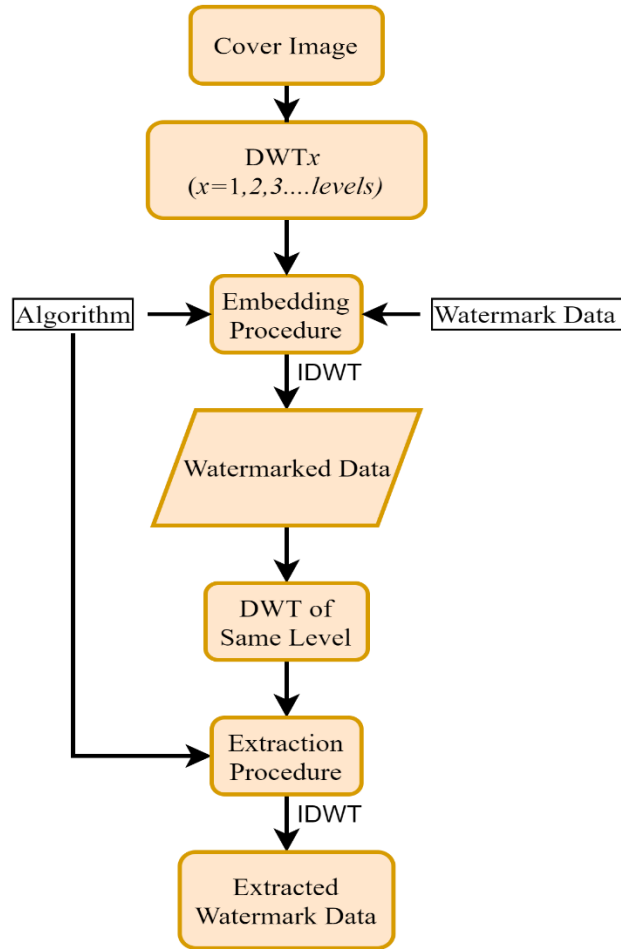 Cover Image
DWTx
(x=1,2,3....levels)
Algorithm
Embedding
Procedure
Watermark Data
IDWT
Watermarked Data
DWT of
Same Level
Extraction
Procedure
IDWT
Extracted
Watermark Data